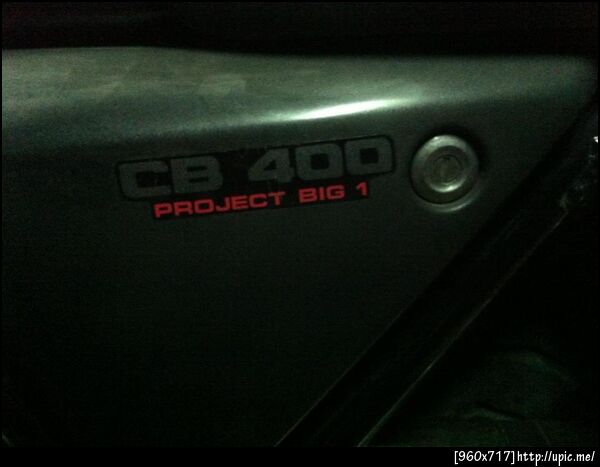 CB 400
PROJECT BIG 1
[960x717]http://upic.me/